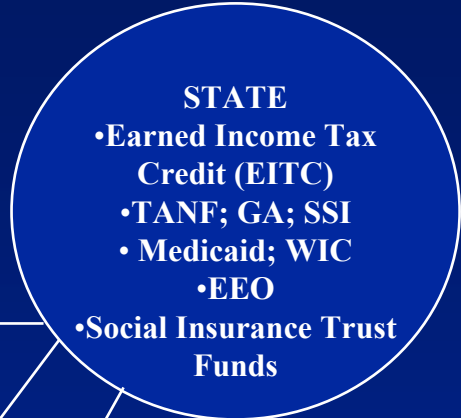 STATE
•Earned Income Tax
Credit (EITC)
•TANF; GA; SSI
• Medicaid; WIC
•EEO
•Social Insurance Trust
Funds